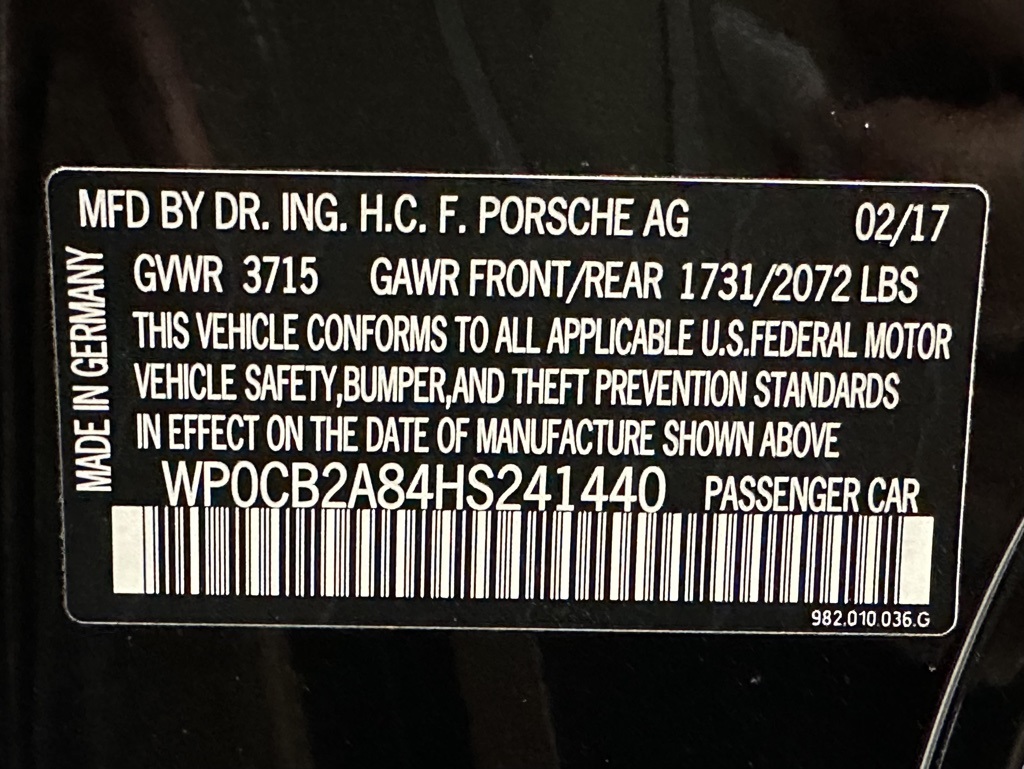 MFD BY DR. ING. H.C. F. PORSCHE AG 02/17
GVWR 3715 GAWR FRONT/REAR 1731/2072 LBS
THIS VEHICLE CONFORMS TO ALL APPLICABLE U.S.FEDERAL MOTOR
VEHICLE SAFETY,BUMPER,AND THEFT PREVENTION STANDARDS
IN EFFECT ON THE DATE OF MANUFACTURE SHOWN ABOVE
WP0CB2A84HS241440 PASSENGER CAR
982.010.036.G
MADE IN GERMANY